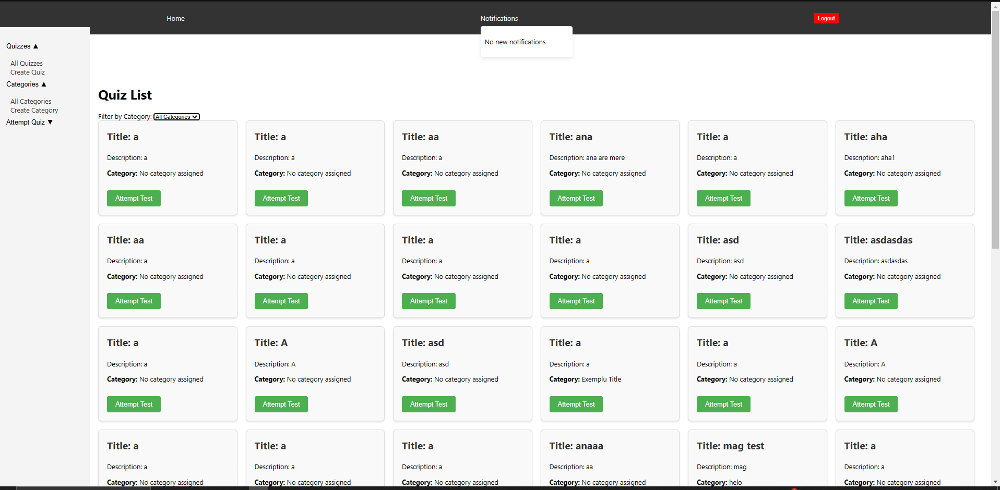 Home
Notifications
Logout
No new notifications
Quizzes ▲
All Quizzes
Create Quiz
Categories ▲
All Categories
Create Category
Attempt Quiz ▼
Quiz List
Filter by Category: All Categories
Title: a
Description: a
Category: No category assigned
Attempt Test
Title: a
Description: a
Category: No category assigned
Attempt Test
Title: aa
Description: a
Category: No category assigned
Attempt Test
Title: ana
Description: ana are mere
Category: No category assigned
Attempt Test
Title: a
Description: a
Category: No category assigned
Attempt Test
Title: aha
Description: aha1
Category: No category assigned
Attempt Test
Title: aa
Description: a
Category: No category assigned
Attempt Test
Title: a
Description: a
Category: No category assigned
Attempt Test
Title: a
Description: a
Category: No category assigned
Attempt Test
Title: a
Description: a
Category: No category assigned
Attempt Test
Title: asd
Description: asd
Category: No category assigned
Attempt Test
Title: asdasdas
Description: asdasdas
Category: No category assigned
Attempt Test
Title: a
Description: a
Category: No category assigned
Attempt Test
Title: A
Description: A
Category: No category assigned
Attempt Test
Title: asd
Description: asd
Category: No category assigned
Attempt Test
Title: a
Description: a
Category: Exemplu Title
Attempt Test
Title: a
Description: a
Category: No category assigned
Attempt Test
Title: A
Description: A
Category: No category assigned
Attempt Test
Title: a
Description: a
Category: No category assigned
Title: a
Description: a
Category: No category assigned
Title: a
Description: a
Category: No category assigned
Title: anaaa
Description: aa
Category: No category assigned
Title: mag test
Description: mag
Category: helo
Title: a
Description: a
Category: No category assigned